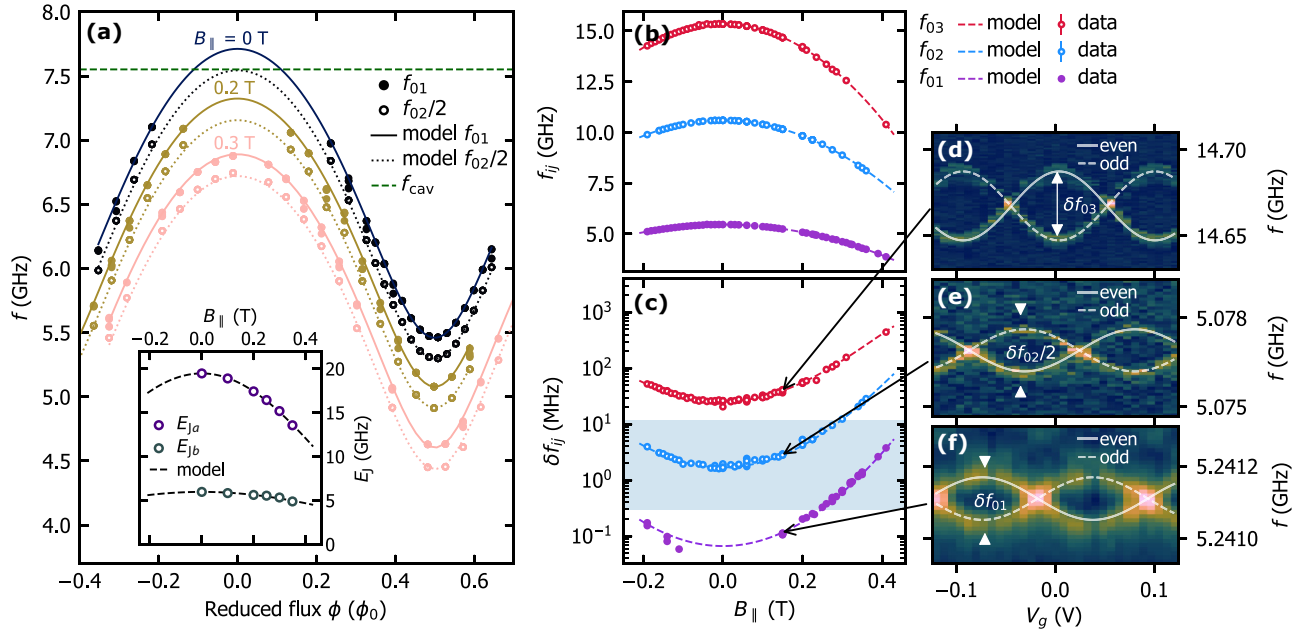 (a)
B∥ = 0 T
0.2 T
0.3 T
f01
f02/2
model f01
model f02/2
fcav
f (GHz)
8.0
7.5
7.0
6.5
6.0
5.5
5.0
4.5
4.0
−0.4 −0.2 0.0 0.2 0.4 0.6
Reduced flux ϕ (ϕ0)
B∥ (T)
−0.2 0.0 0.2 0.4
EJa
EJb
model
20
15
10
5
0
EJ (GHz)
(b)
15.0
12.5
10.0
7.5
5.0
fij (GHz)
f03 model data
f02 model data
f01 model data
(c)
10³
10²
10¹
10⁰
10⁻¹
δfij (MHz)
−0.2 0.0 0.2 0.4
B∥ (T)
(d)
even
odd
δf03
14.70
14.65
f (GHz)
(e)
even
odd
δf02/2
5.078
5.075
f (GHz)
(f)
even
odd
δf01
5.2412
5.2410
f (GHz)
−0.1 0.0 0.1
Vg (V)